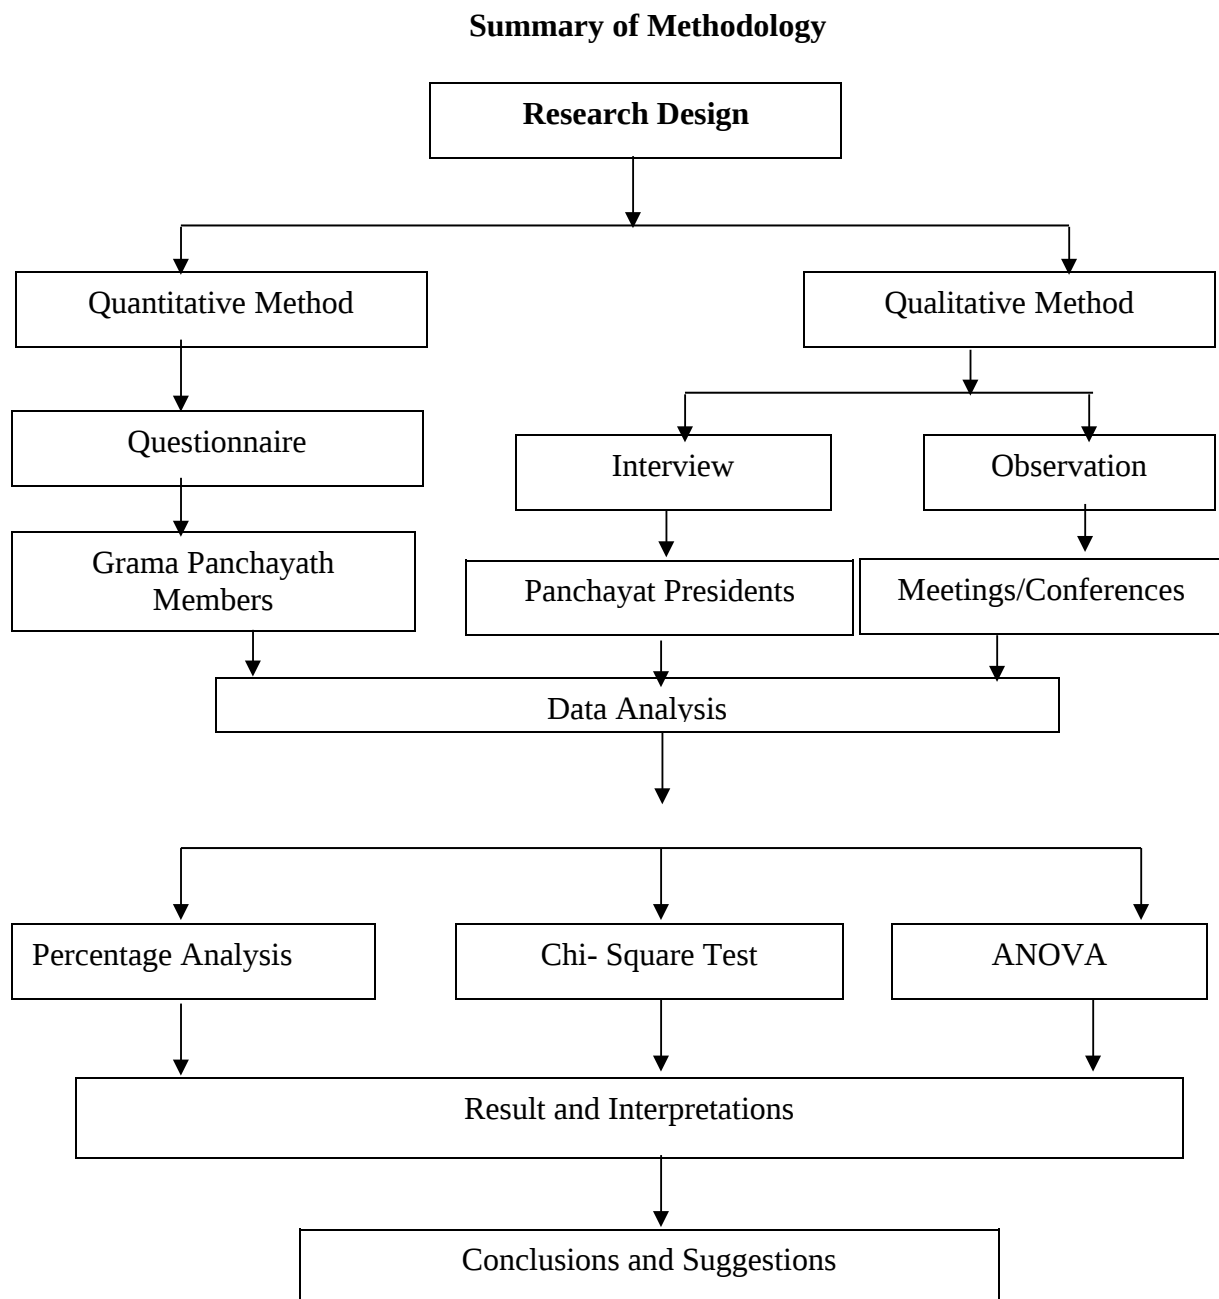 Summary of Methodology
Research Design
Quantitative Method
Qualitative Method
Questionnaire
Interview
Observation
Grama Panchayath
Members
Panchayat Presidents
Meetings/Conferences
Data Analysis
Percentage Analysis
Chi- Square Test
ANOVA
Result and Interpretations
Conclusions and Suggestions